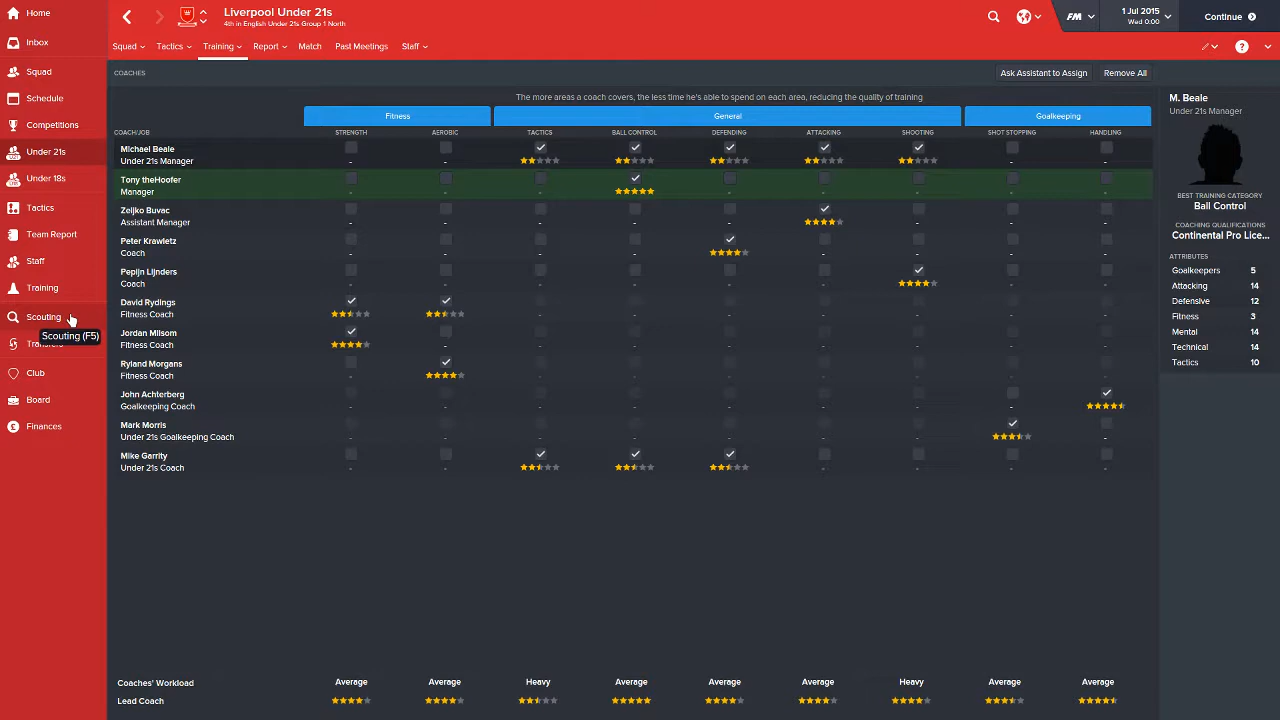 Home
Inbox
Squad
Schedule
Competitions
Under 21s
Under 18s
Tactics
Team Report
Staff
Training
Scouting
Scouting (F5)
Club
Board
Finances
Liverpool Under 21s
4th in English Under 21s Group 1 North
FM
1 Jul 2015
Wed 0:00
Continue
Squad Tactics Training Report Match Past Meetings Staff
?
COACHES
Ask Assistant to Assign Remove All
The more areas a coach covers, the less time he's able to spend on each area, reducing the quality of training
Fitness General Goalkeeping
COACH/JOB STRENGTH AEROBIC TACTICS BALL CONTROL DEFENDING ATTACKING SHOOTING SHOT STOPPING HANDLING
Michael Beale
Under 21s Manager - - - -
Tony theHoofer
Manager - - - - - - - -
Zeljko Buvac
Assistant Manager - - - - - - - -
Peter Krawietz
Coach - - - - - - - -
Pepijn Lijnders
Coach - - - - - - - -
David Rydings
Fitness Coach - - - - - - -
Jordan Milsom
Fitness Coach - - - - - - - -
Ryland Morgans
Fitness Coach - - - - - - - -
John Achterberg
Goalkeeping Coach - - - - - - - -
Mark Morris
Under 21s Goalkeeping Coach - - - - - - - -
Mike Garrity
Under 21s Coach - - - - - -
Coaches' Workload Average Average Heavy Average Average Average Heavy Average Average
Lead Coach
M. Beale
Under 21s Manager
BEST TRAINING CATEGORY
Ball Control
COACHING QUALIFICATIONS
Continental Pro Lice...
ATTRIBUTES
Goalkeepers 5
Attacking 14
Defensive 12
Fitness 3
Mental 14
Technical 14
Tactics 10